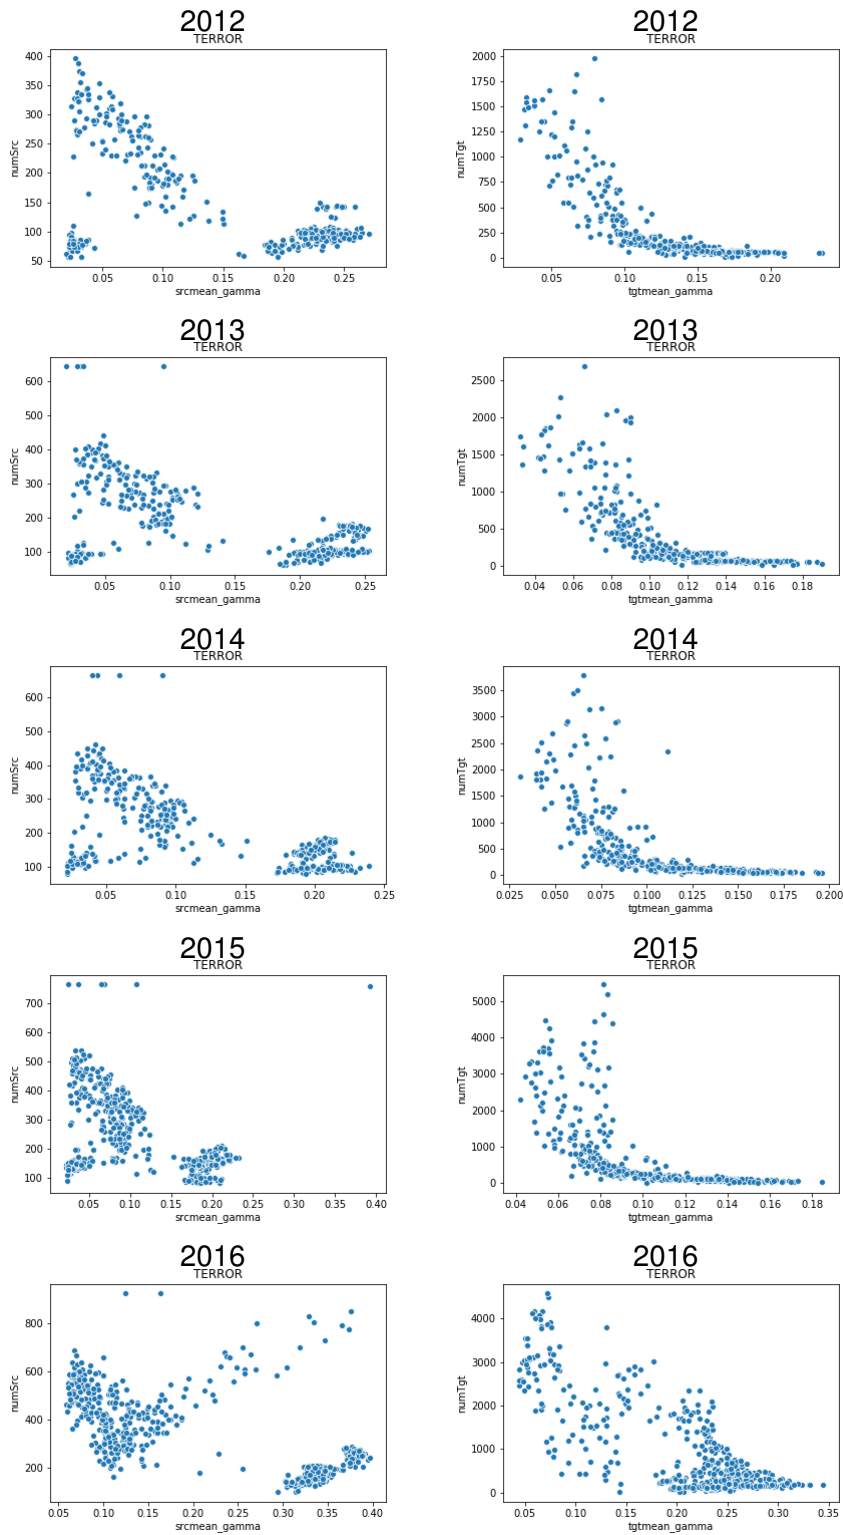 2012 2012
TERROR TERROR
400 2000
350 1750
300 1500
250 1250
200 1000
150 750
100 500
50 250
0
numSrc numTgt
0.05 0.10 0.15 0.20 0.25 0.05 0.10 0.15 0.20
srcmean_gamma tgtmean_gamma
2013 2013
TERROR TERROR
600 2500
500 2000
400 1500
300 1000
200 500
100 0
numSrc numTgt
0.05 0.10 0.15 0.20 0.25 0.04 0.06 0.08 0.10 0.12 0.14 0.16 0.18
srcmean_gamma tgtmean_gamma
2014 2014
TERROR TERROR
700 3500
600 3000
500 2500
400 2000
300 1500
200 1000
100 500
0
numSrc numTgt
0.05 0.10 0.15 0.20 0.25 0.025 0.050 0.075 0.100 0.125 0.150 0.175 0.200
srcmean_gamma tgtmean_gamma
2015 2015
TERROR TERROR
700 5000
600 4000
500 3000
400 2000
300 1000
200 0
100
numSrc numTgt
0.05 0.10 0.15 0.20 0.25 0.30 0.35 0.40 0.04 0.06 0.08 0.10 0.12 0.14 0.16 0.18
srcmean_gamma tgtmean_gamma
2016 2016
TERROR TERROR
800 4000
600 3000
400 2000
200 1000
0
numSrc numTgt
0.05 0.10 0.15 0.20 0.25 0.30 0.35 0.40 0.05 0.10 0.15 0.20 0.25 0.30 0.35
srcmean_gamma tgtmean_gamma